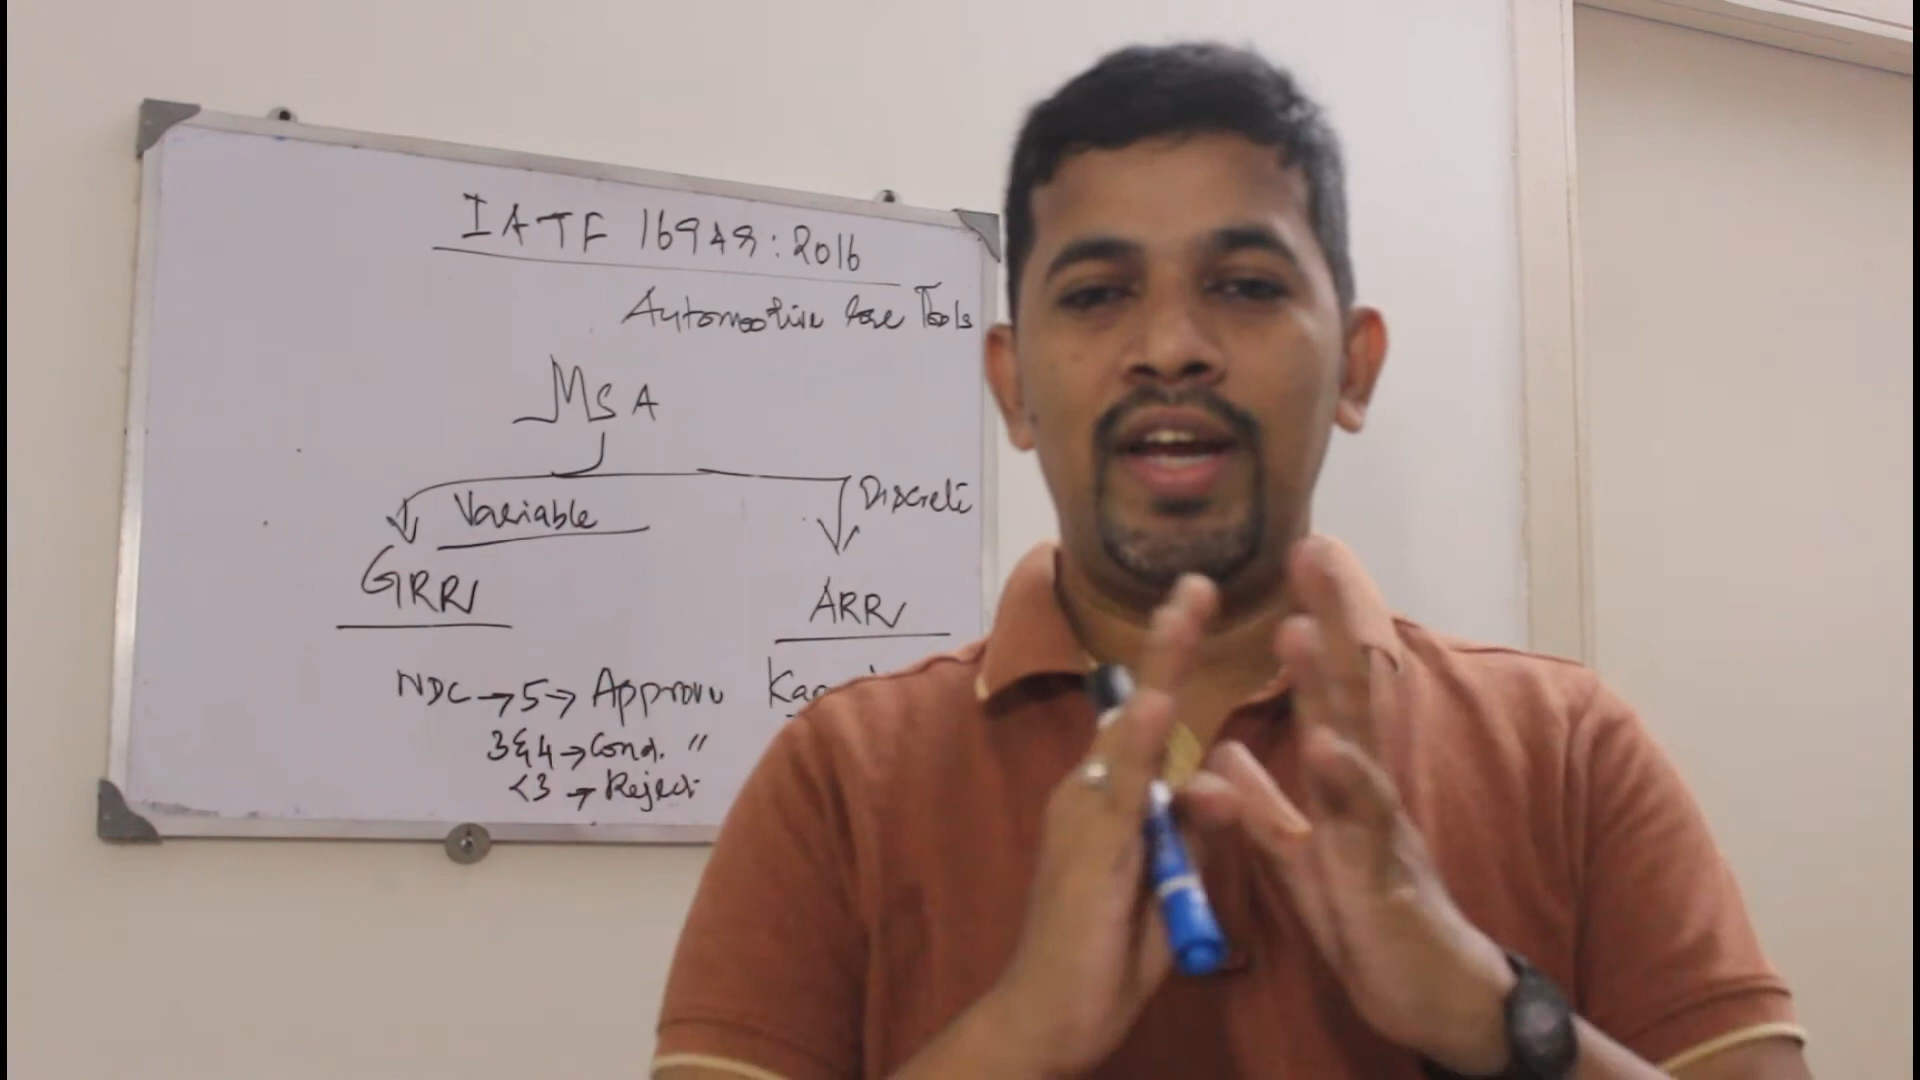 IATF 16949:2016
Automotive Core Tools
MSA
Variable
Discrete
GRR
ARR
NDC → 5 → Approve
3 & 4 → Cond. "
<3 → Reject